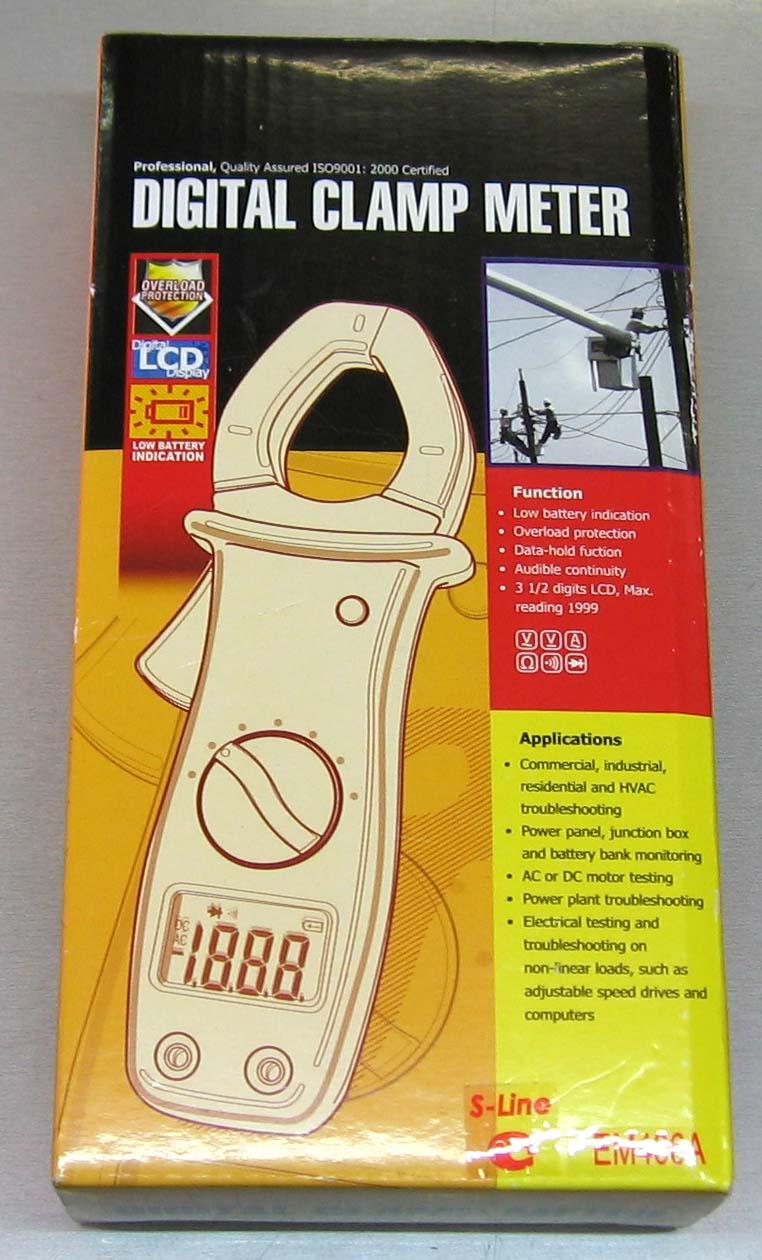 Professional, Quality Assured ISO9001: 2000 Certified
DIGITAL CLAMP METER
OVERLOAD
PROTECTION
Digital
LCD
Display
LOW BATTERY
INDICATION
Function
• Low battery indication
• Overload protection
• Data-hold fuction
• Audible continuity
• 3 1/2 digits LCD, Max.
reading 1999
V V A
Ω
Applications
• Commercial, industrial,
residential and HVAC
troubleshooting
• Power panel, junction box
and battery bank monitoring
• AC or DC motor testing
• Power plant troubleshooting
• Electrical testing and
troubleshooting on
non-linear loads, such as
adjustable speed drives and
computers
DC
AC
-1.8.8.8
S-Line